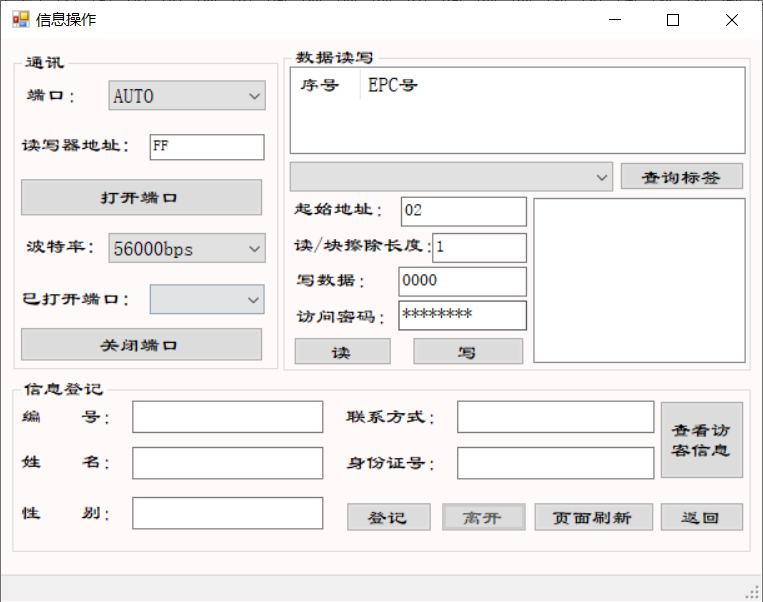 信息操作
通讯
端口： AUTO
读写器地址： FF
打开端口
波特率： 56000bps
已打开端口：
关闭端口
数据读写
序号 EPC号
查询标签
起始地址： 02
读/块擦除长度： 1
写数据： 0000
访问密码： ********
读 写
信息登记
编 号： 联系方式：
查看访
客信息
姓 名： 身份证号：
性 别：
登记 离开 页面刷新 返回